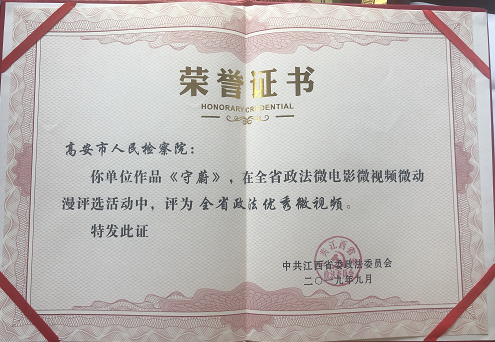 荣誉证书
HONORARY CREDENTIAL
高安市人民检察院：
你单位作品《守蔚》，在全省政法微电影微视频微动
漫评选活动中，评为 全省政法优秀微视频。
特发此证
中共江西省委政法委员会
二〇一九年九月